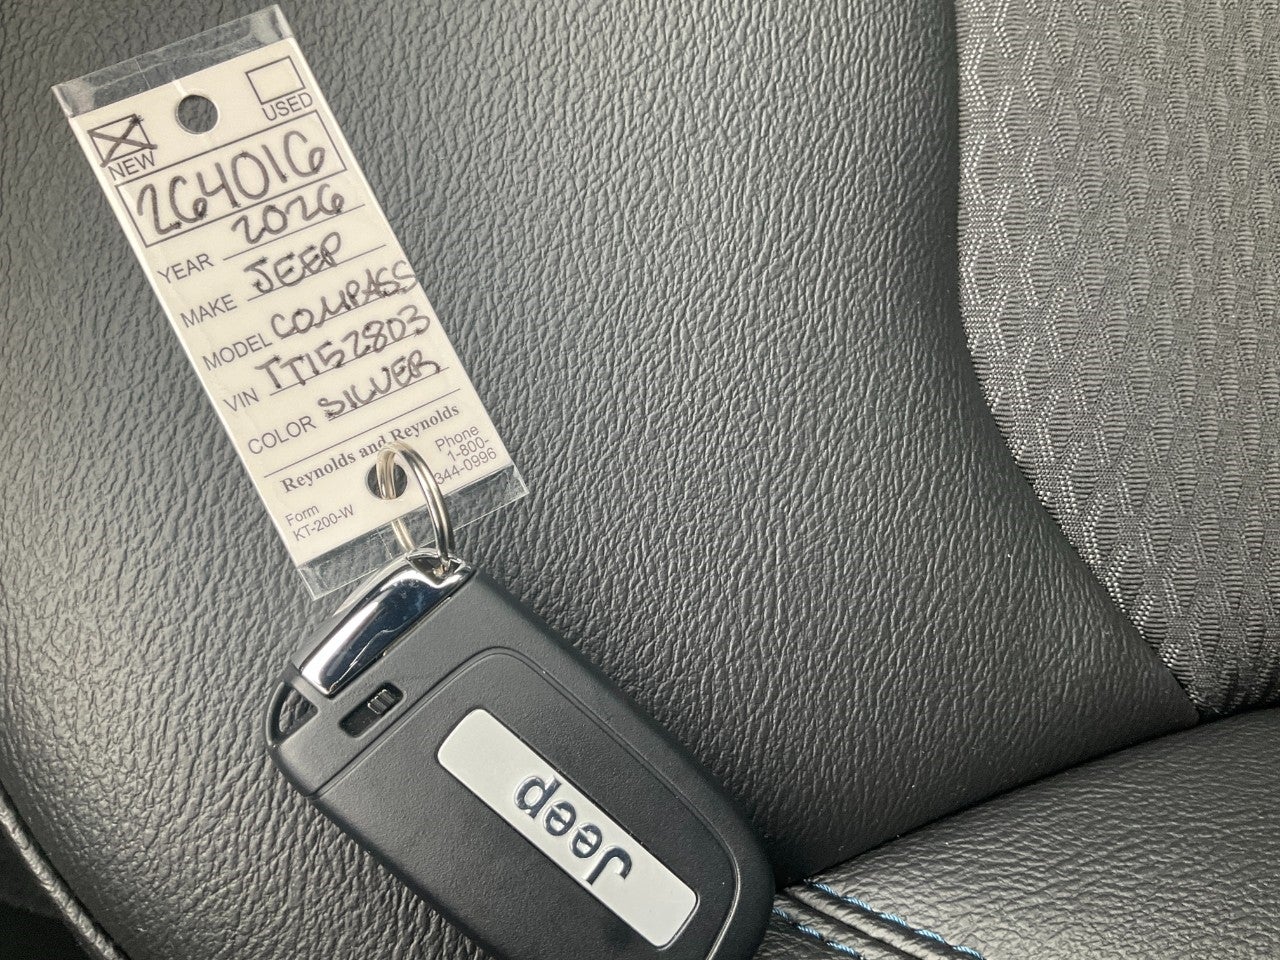 NEW
USED
264016
YEAR 2026
MAKE JEEP
MODEL COMPASS
VIN TT152803
COLOR SILVER
Reynolds and Reynolds
Form
KT-200-W
Phone
1-800-
344-0996
Jeep